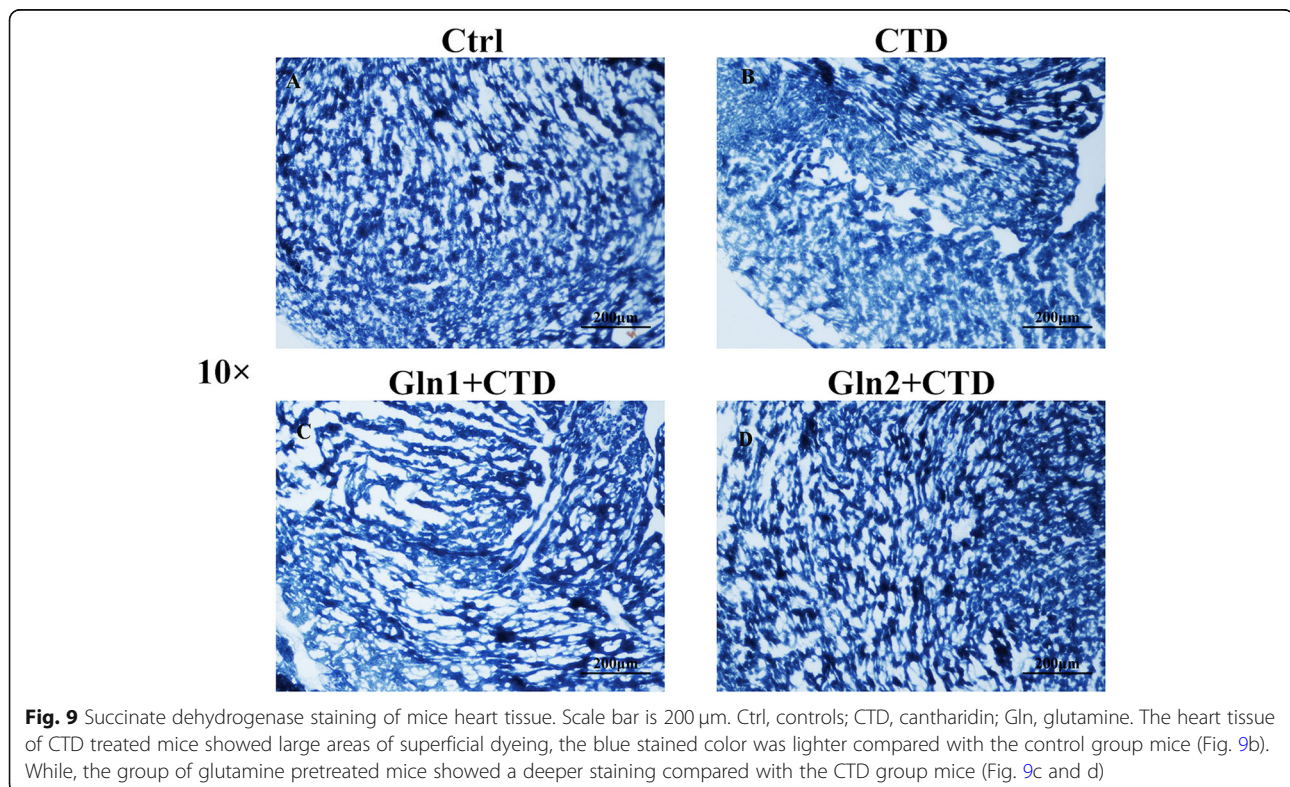 Ctrl
CTD
A
B
200μm
200μm
10×
Gln1+CTD
Gln2+CTD
C
D
200μm
200μm
Fig. 9 Succinate dehydrogenase staining of mice heart tissue. Scale bar is 200 μm. Ctrl, controls; CTD, cantharidin; Gln, glutamine. The heart tissue
of CTD treated mice showed large areas of superficial dyeing, the blue stained color was lighter compared with the control group mice (Fig. 9b).
While, the group of glutamine pretreated mice showed a deeper staining compared with the CTD group mice (Fig. 9c and d)